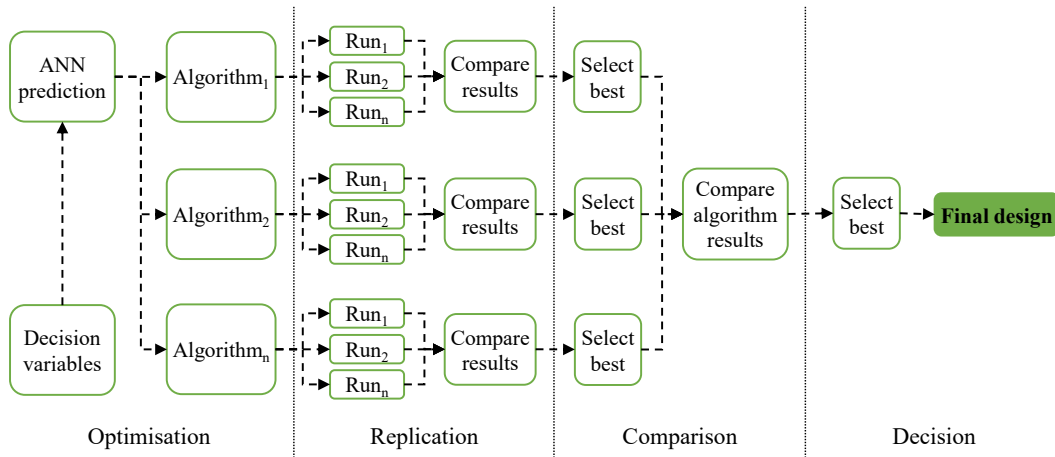 ANN
prediction
Algorithm₁
Run₁
Run₂
Runₙ
Compare
results
Select
best
Algorithm₂
Run₁
Run₂
Runₙ
Compare
results
Select
best
Compare
algorithm
results
Select
best
Final design
Decision
variables
Algorithmₙ
Run₁
Run₂
Runₙ
Compare
results
Select
best
Optimisation
Replication
Comparison
Decision